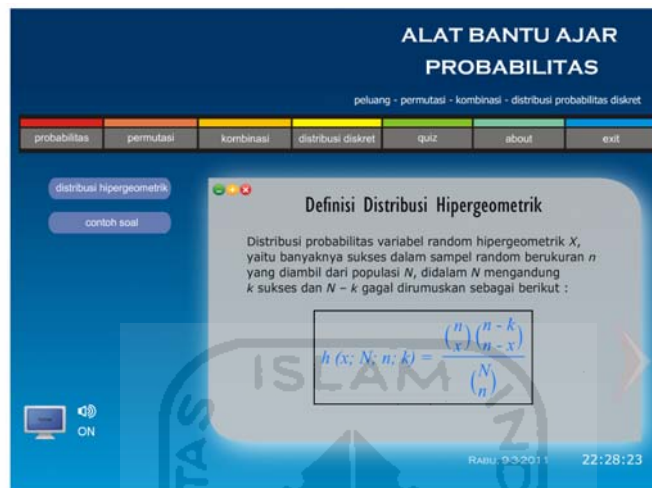 ALAT BANTU AJAR
PROBABILITAS
peluang - permutasi - kombinasi - distribusi probabilitas diskret
probabilitas permutasi kombinasi distribusi diskret quiz about exit
distribusi hipergeometrik
contoh soal
Definisi Distribusi Hipergeometrik
Distribusi probabilitas variabel random hipergeometrik X,
yaitu banyaknya sukses dalam sampel random berukuran n
yang diambil dari populasi N, didalam N mengandung
k sukses dan N – k gagal dirumuskan sebagai berikut :
h (x; N; n; k) = (n x) (n - k n - x) / (N n)
ISLAM
ON
RABU, 9-3-2011 22:28:23